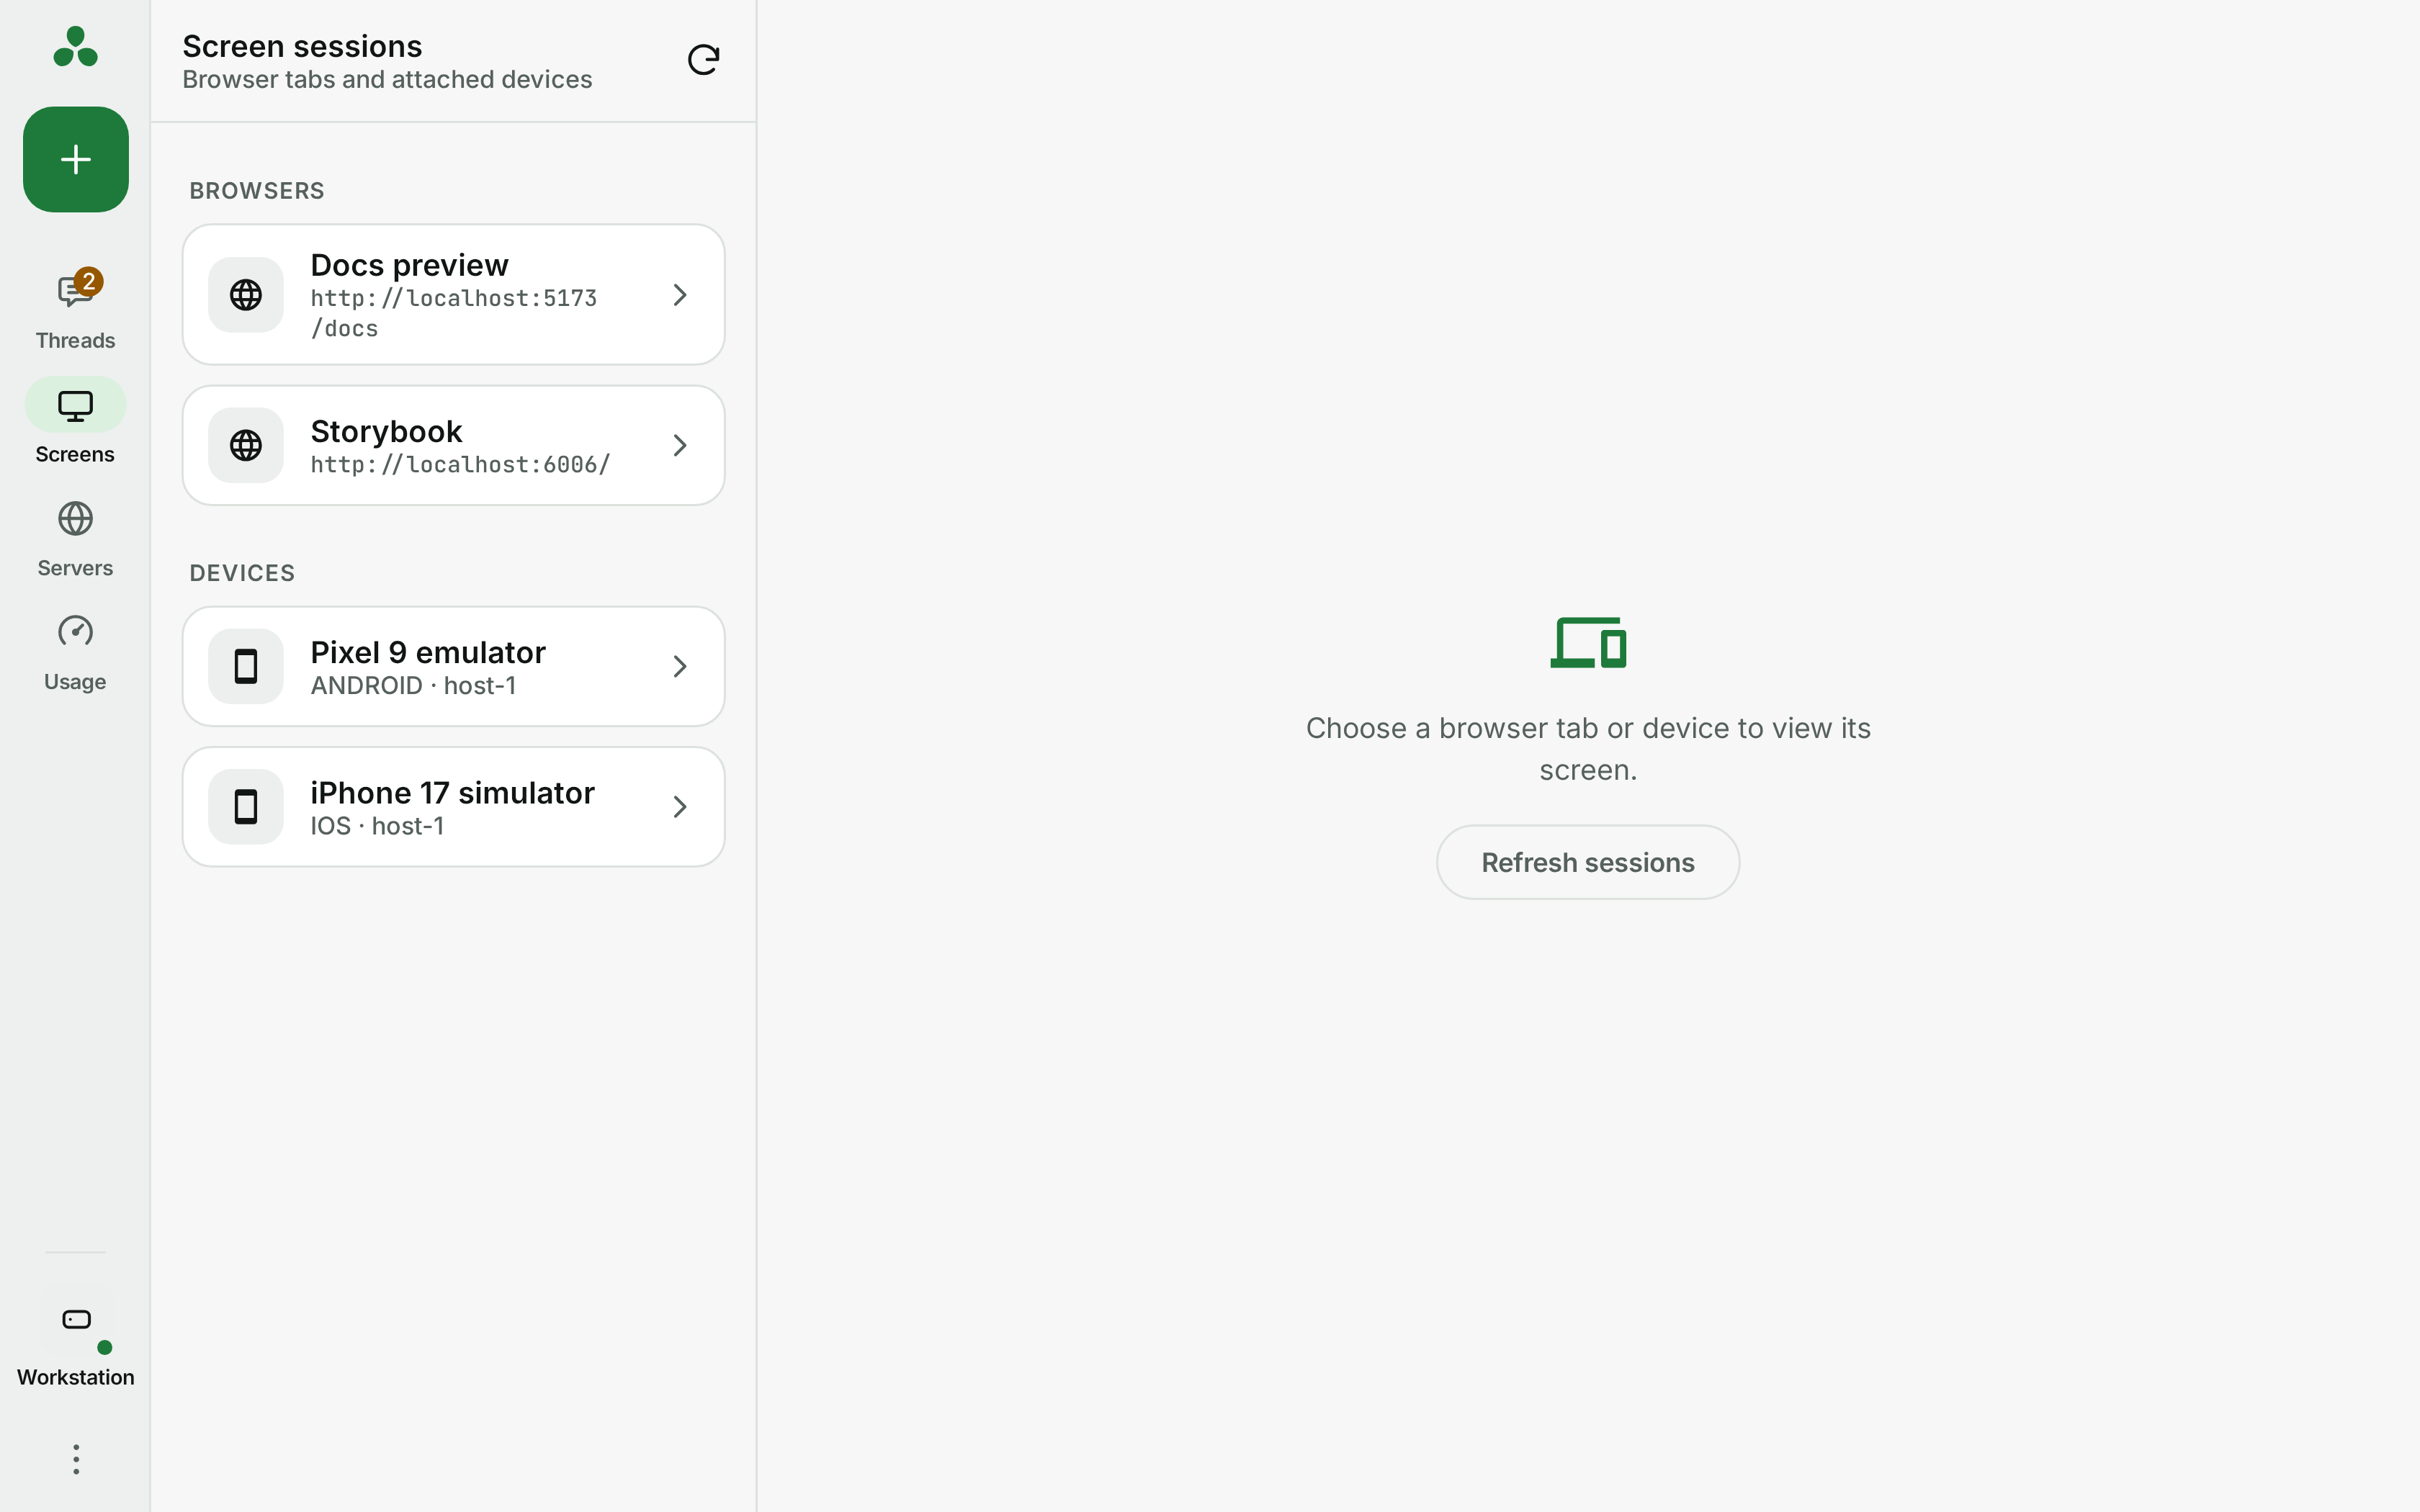 Screen sessions
Browser tabs and attached devices
2
Threads
Screens
Servers
Usage
Workstation
BROWSERS
Docs preview
http://localhost:5173
/docs
Storybook
http://localhost:6006/
DEVICES
Pixel 9 emulator
ANDROID · host-1
iPhone 17 simulator
IOS · host-1
Choose a browser tab or device to view its
screen.
Refresh sessions